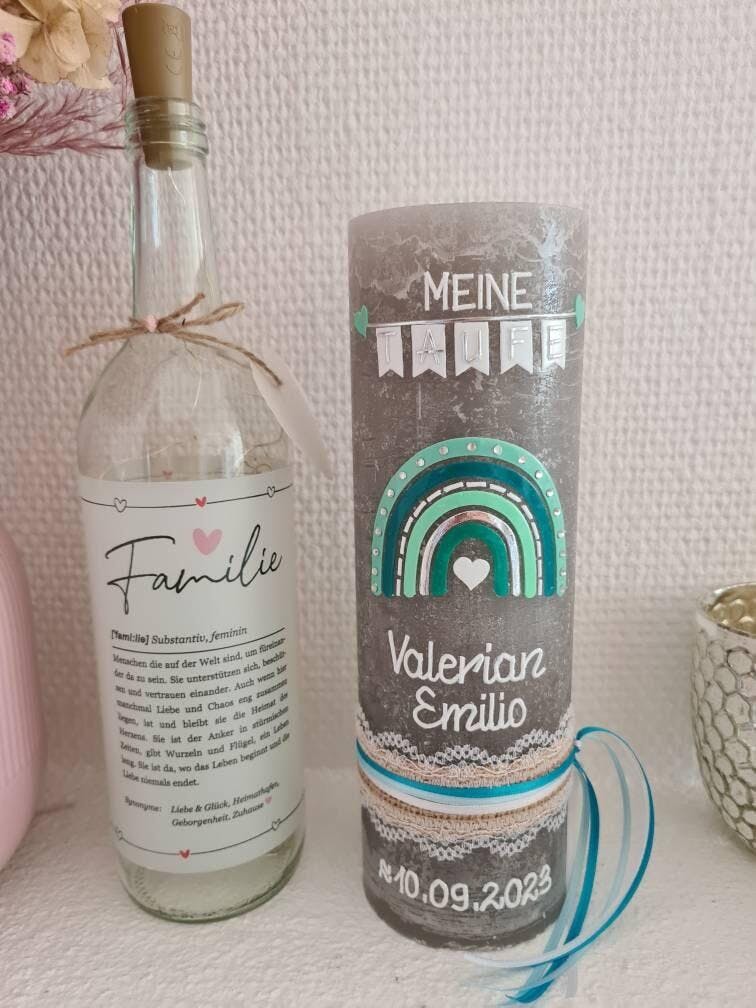 Familie
[fami:lie] Substantiv, feminin
Menschen die auf der Welt sind, um füreinan-
der da zu sein. Sie unterstützen sich, beschüt-
zen und vertrauen einander. Auch wenn hier
manchmal Liebe und Chaos eng zusammen
liegen, ist und bleibt sie die Heimat des
Herzens. Sie ist der Anker in stürmischen
Zeiten, gibt Wurzeln und Flügel, ein Leben
lang. Sie ist da, wo das Leben beginnt und die
Liebe niemals endet.
Synonyme: Liebe & Glück, Heimathafen,
Geborgenheit, Zuhause
MEINE
TAUFE
Valerian
Emilio
10.09.2023
CE